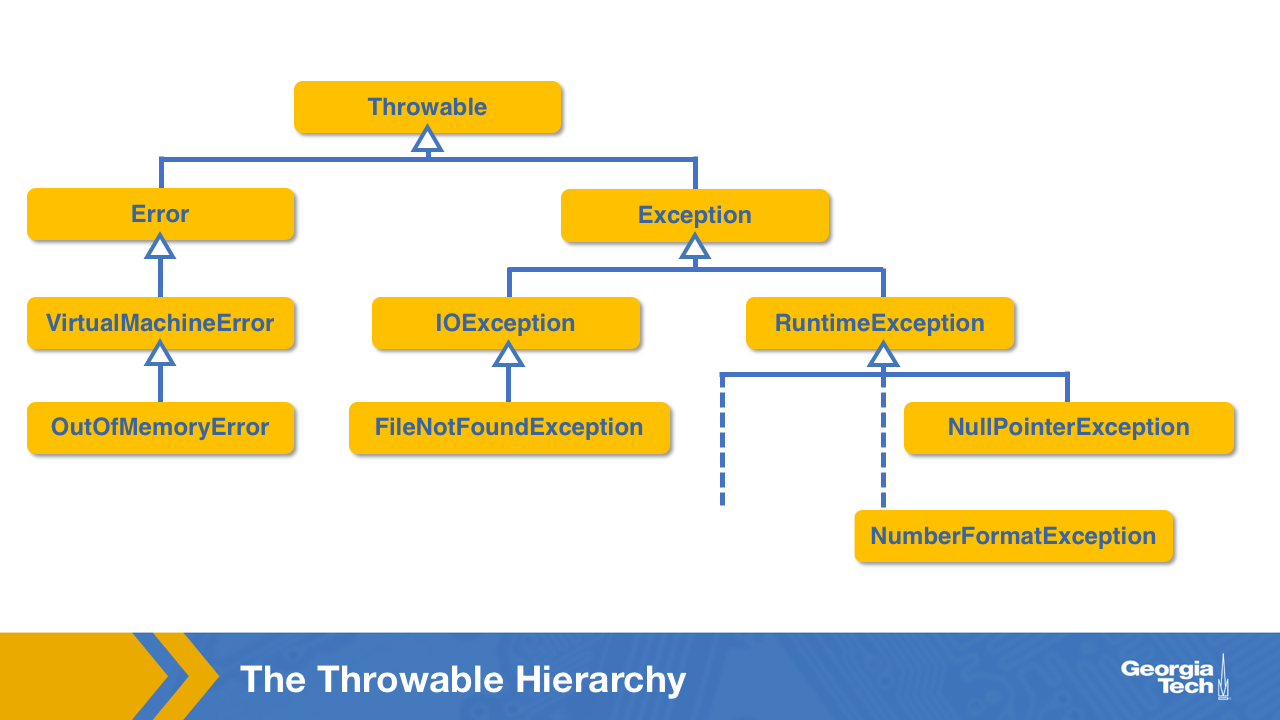 Throwable
Error
Exception
VirtualMachineError
IOException
RuntimeException
OutOfMemoryError
FileNotFoundException
NullPointerException
NumberFormatException
The Throwable Hierarchy
Georgia
Tech